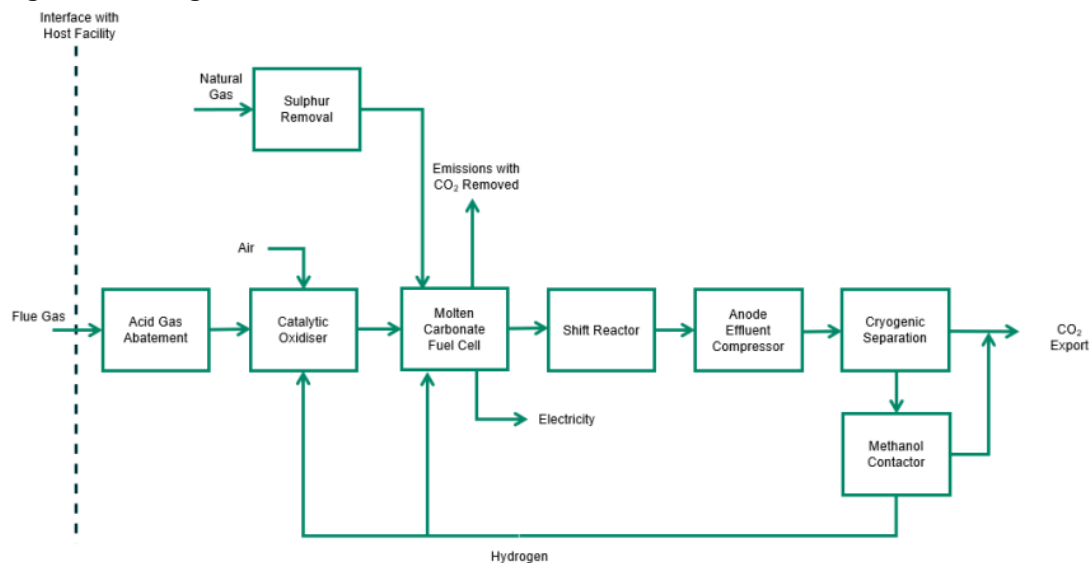 Interface with
Host Facility
Natural
Gas
Sulphur
Removal
Emissions with
CO₂ Removed
Air
Flue Gas
Acid Gas
Abatement
Catalytic
Oxidiser
Molten
Carbonate
Fuel Cell
Shift Reactor
Anode
Effluent
Compressor
Cryogenic
Separation
CO₂
Export
Electricity
Methanol
Contactor
Hydrogen